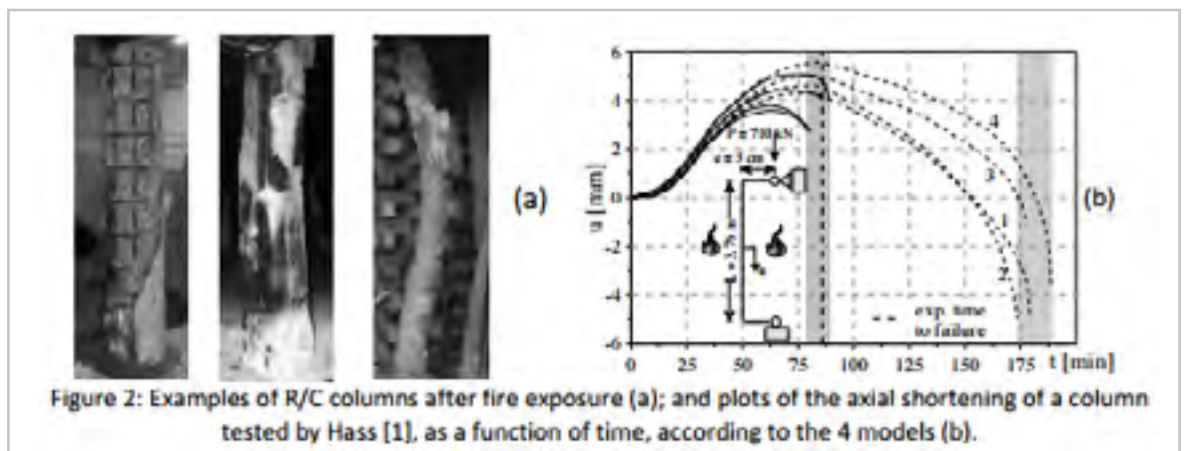 (a)
(b)
6
4
2
0
-2
-4
-6
u [mm]
P = 710 kN
e = 3 cm
4
3
1
2
exp. time
to failure
0
25
50
75
100
125
150
175
t [min]
Figure 2: Examples of R/C columns after fire exposure (a); and plots of the axial shortening of a column
tested by Hass [1], as a function of time, according to the 4 models (b).